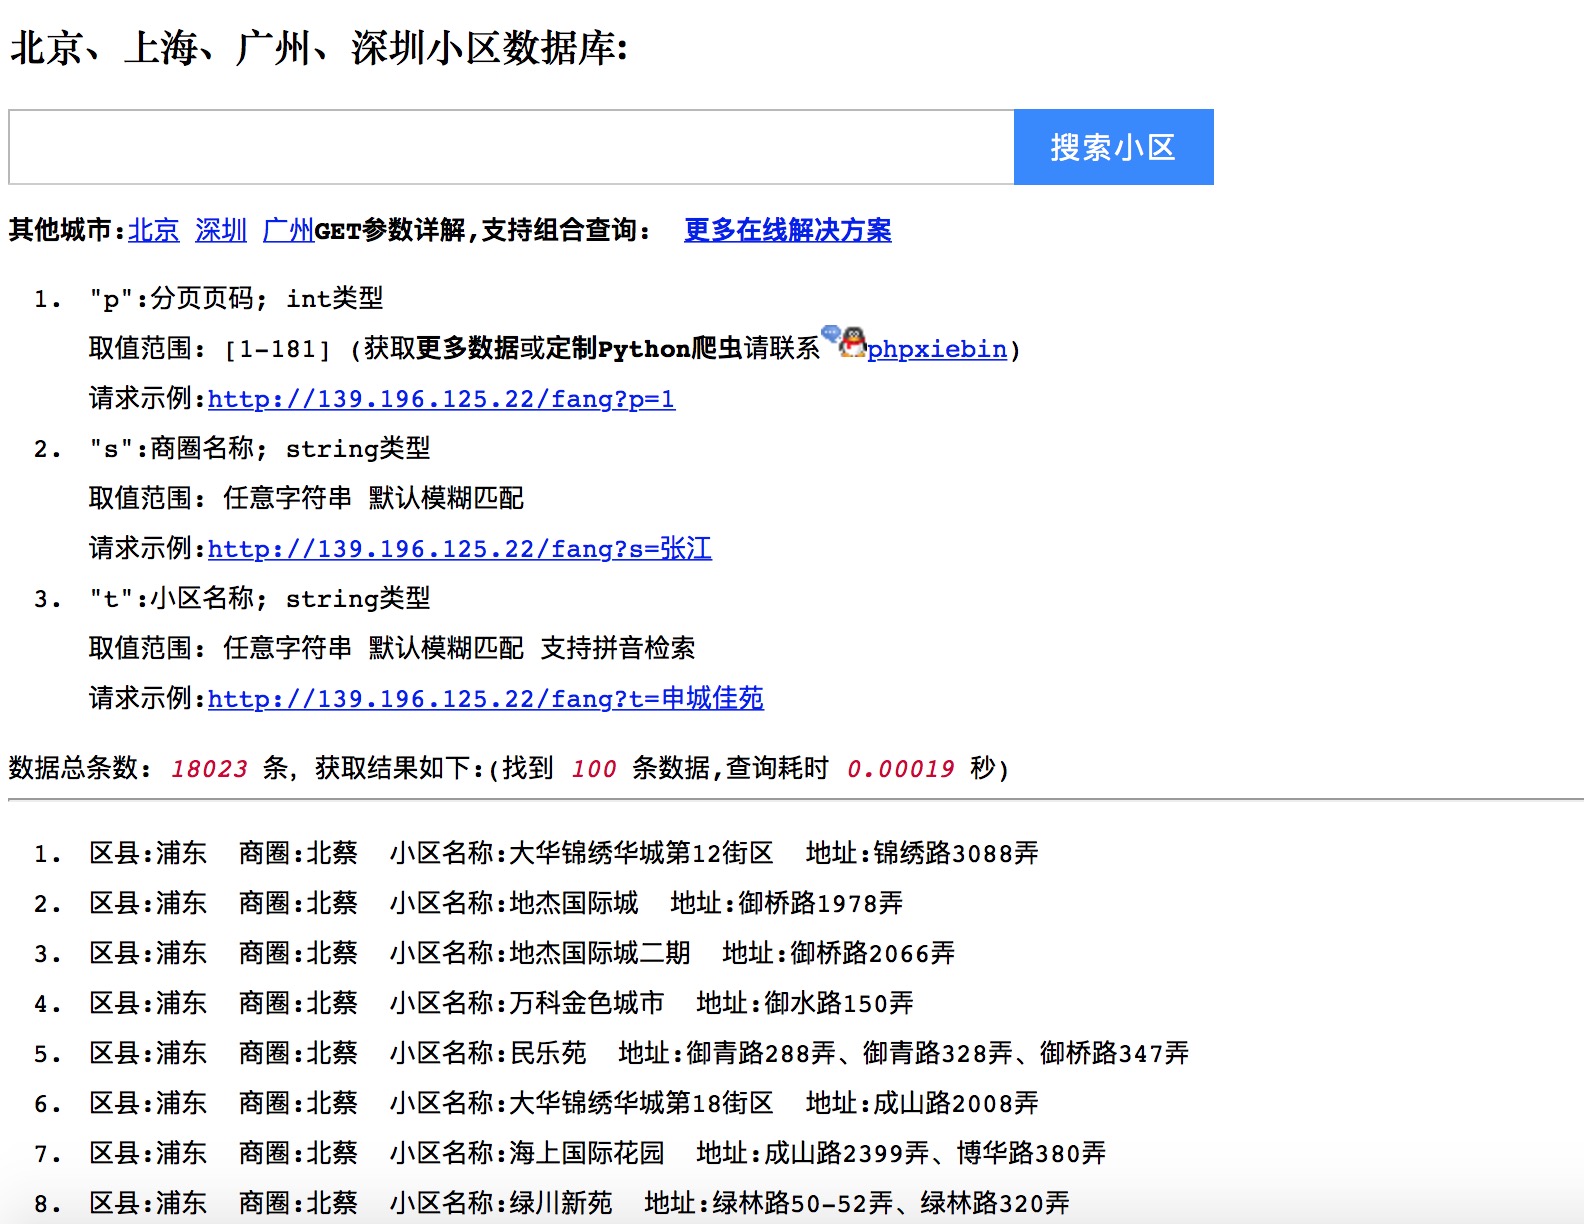 北京、上海、广州、深圳小区数据库:
搜索小区
其他城市:北京 深圳 广州GET参数详解,支持组合查询: 更多在线解决方案
1. "p":分页页码; int类型
取值范围: [1-181] (获取更多数据或定制Python爬虫请联系phpxiebin)
请求示例:http://139.196.125.22/fang?p=1
2. "s":商圈名称; string类型
取值范围: 任意字符串 默认模糊匹配
请求示例:http://139.196.125.22/fang?s=张江
3. "t":小区名称; string类型
取值范围: 任意字符串 默认模糊匹配 支持拼音检索
请求示例:http://139.196.125.22/fang?t=申城佳苑
数据总条数: 18023 条, 获取结果如下:(找到 100 条数据,查询耗时 0.00019 秒)
1. 区县:浦东 商圈:北蔡 小区名称:大华锦绣华城第12街区 地址:锦绣路3088弄
2. 区县:浦东 商圈:北蔡 小区名称:地杰国际城 地址:御桥路1978弄
3. 区县:浦东 商圈:北蔡 小区名称:地杰国际城二期 地址:御桥路2066弄
4. 区县:浦东 商圈:北蔡 小区名称:万科金色城市 地址:御水路150弄
5. 区县:浦东 商圈:北蔡 小区名称:民乐苑 地址:御青路288弄、御青路328弄、御桥路347弄
6. 区县:浦东 商圈:北蔡 小区名称:大华锦绣华城第18街区 地址:成山路2008弄
7. 区县:浦东 商圈:北蔡 小区名称:海上国际花园 地址:成山路2399弄、博华路380弄
8. 区县:浦东 商圈:北蔡 小区名称:绿川新苑 地址:绿林路50-52弄、绿林路320弄